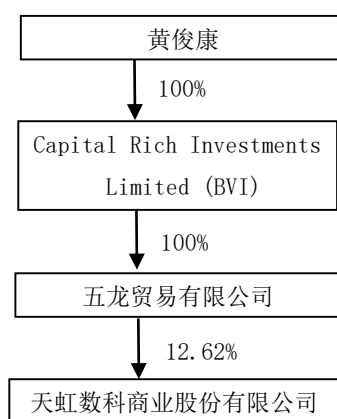 黄俊康
100%
Capital Rich Investments
Limited (BVI)
100%
五龙贸易有限公司
12.62%
天虹数科商业股份有限公司